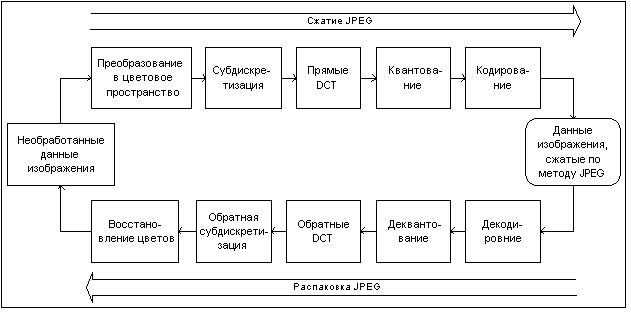 Сжатие JPEG
Преобразование
в цветовое
пространство
Субдискре-
тизация
Прямые
DCT
Квантова-
ние
Кодирова-
ние
Необработанные
данные
изображения
Данные
изображения,
сжатые по
методу JPEG
Восстано-
вление цветов
Обратная
субдискрети-
зация
Обратные
DCT
Деквантo-
вание
Декоди-
ровние
Распаковка JPEG